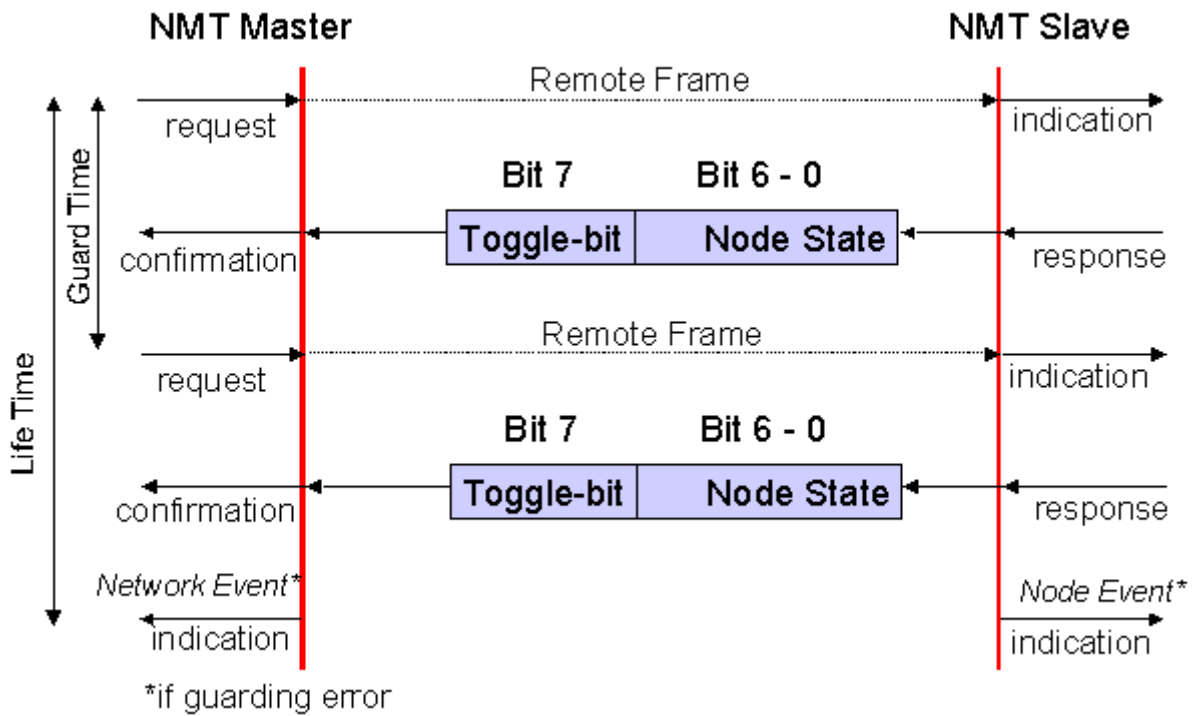 NMT Master
NMT Slave
Remote Frame
request
indication
Bit 7
Bit 6 - 0
Toggle-bit
Node State
confirmation
response
Guard Time
Remote Frame
request
indication
Life Time
Bit 7
Bit 6 - 0
Toggle-bit
Node State
confirmation
response
Network Event*
Node Event*
indication
indication
*if guarding error